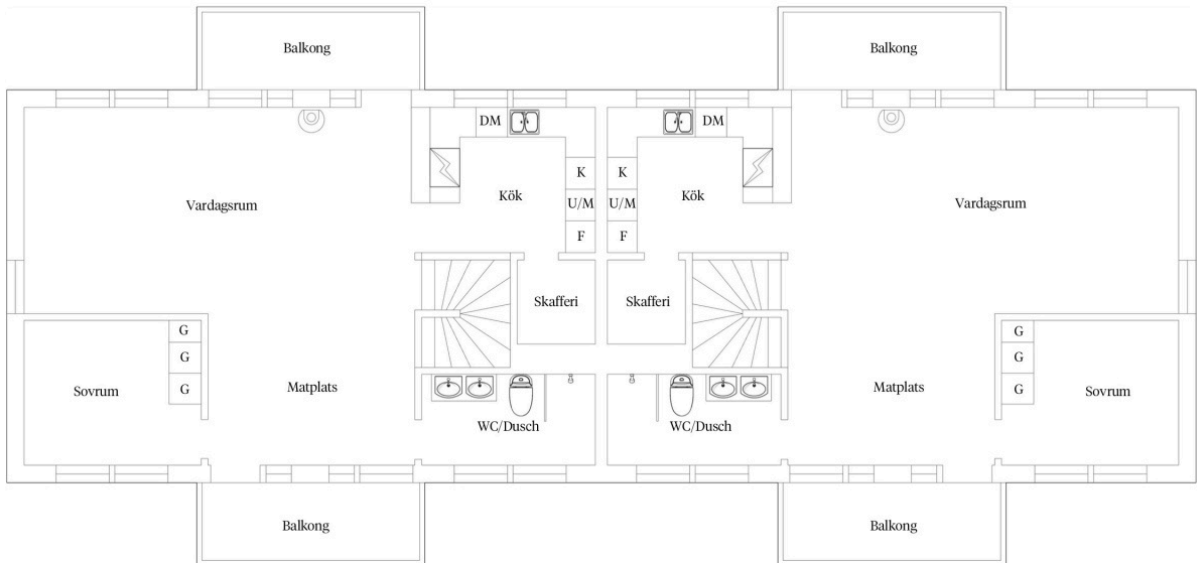 Balkong
Balkong
DM
DM
K
K
Kök
Kök
Vardagsrum
U/M
U/M
Vardagsrum
F
F
Skafferi
Skafferi
G
G
G
G
Sovrum
G
Matplats
Matplats
G
Sovrum
WC/Dusch
WC/Dusch
Balkong
Balkong